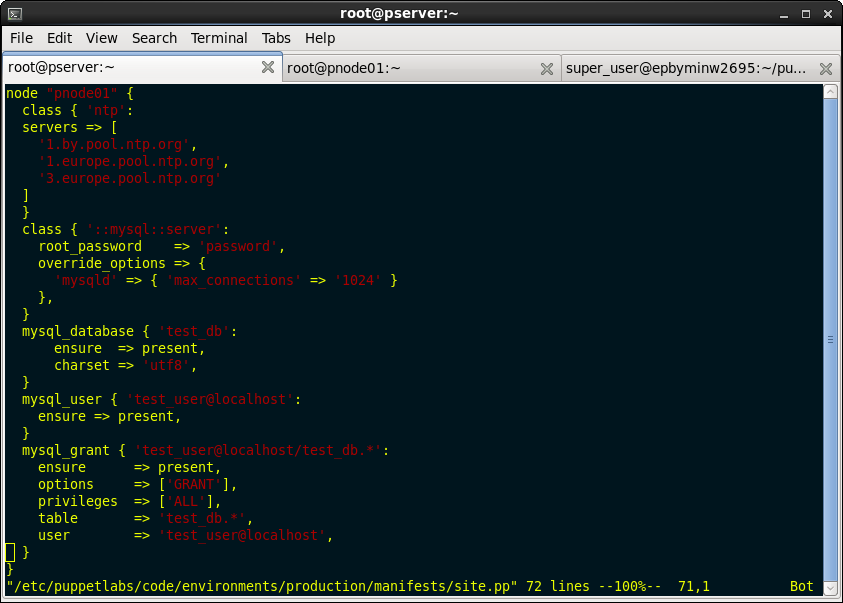 root@pserver:~
File Edit View Search Terminal Tabs Help
root@pserver:~ root@pnode01:~ super_user@epbyminw2695:~/pu...
node "pnode01" {
  class { 'ntp':
  servers => [
    '1.by.pool.ntp.org',
    '1.europe.pool.ntp.org',
    '3.europe.pool.ntp.org'
  ]
  }
  class { '::mysql::server':
    root_password    => 'password',
    override_options => {
      'mysqld' => { 'max_connections' => '1024' }
    },
  }
  mysql_database { 'test_db':
      ensure  => present,
      charset => 'utf8',
  }
  mysql_user { 'test_user@localhost':
    ensure => present,
  }
  mysql_grant { 'test_user@localhost/test_db.*':
    ensure      => present,
    options     => ['GRANT'],
    privileges  => ['ALL'],
    table       => 'test_db.*',
    user        => 'test_user@localhost',
  }
}
"/etc/puppetlabs/code/environments/production/manifests/site.pp" 72 lines --100%-- 71,1 Bot